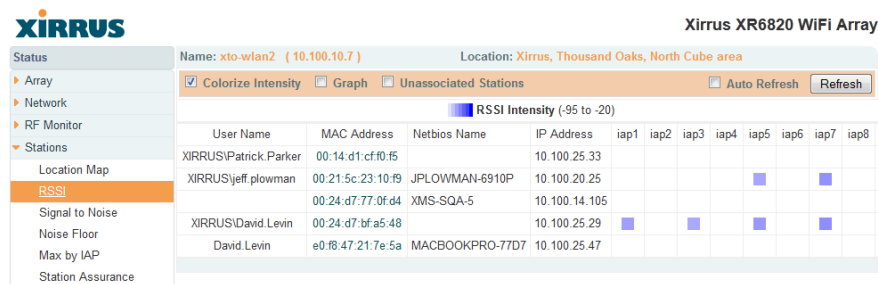 XIRRUS
Xirrus XR6820 WiFi Array
Status
Name: xto-wlan2 ( 10.100.10.7 ) Location: Xirrus, Thousand Oaks, North Cube area
Array
Colorize Intensity Graph Unassociated Stations Auto Refresh Refresh
Network
RSSI Intensity (-95 to -20)
RF Monitor
User Name MAC Address Netbios Name IP Address iap1 iap2 iap3 iap4 iap5 iap6 iap7 iap8
Stations
XIRRUS\Patrick.Parker 00:14:d1:cf:f0:f5 10.100.25.33
Location Map
XIRRUS\jeff.plowman 00:21:5c:23:10:f9 JPLOWMAN-6910P 10.100.20.25
RSSI
00:24:d7:77:0f:d4 XMS-SQA-5 10.100.14.105
Signal to Noise
XIRRUS\David.Levin 00:24:d7:bf:a5:48 10.100.25.29
Noise Floor
David.Levin e0:f8:47:21:7e:5a MACBOOKPRO-77D7 10.100.25.47
Max by IAP
Station Assurance